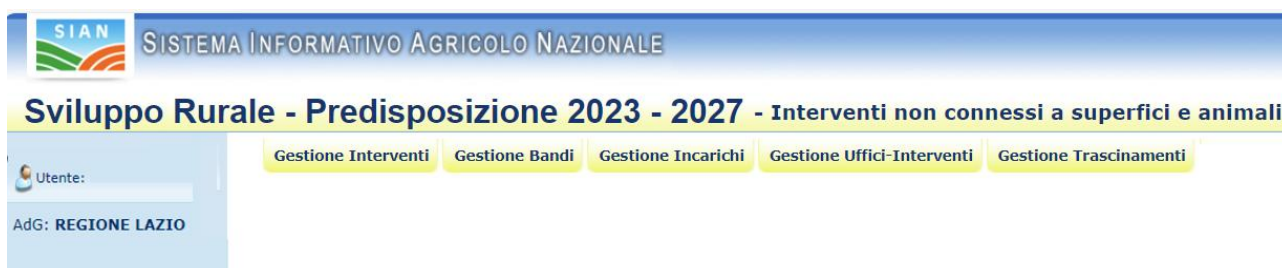 SIAN
SISTEMA INFORMATIVO AGRICOLO NAZIONALE
Sviluppo Rurale - Predisposizione 2023 - 2027 - Interventi non connessi a superfici e animali
Gestione Interventi Gestione Bandi Gestione Incarichi Gestione Uffici-Interventi Gestione Trascinamenti
Utente:
AdG: REGIONE LAZIO